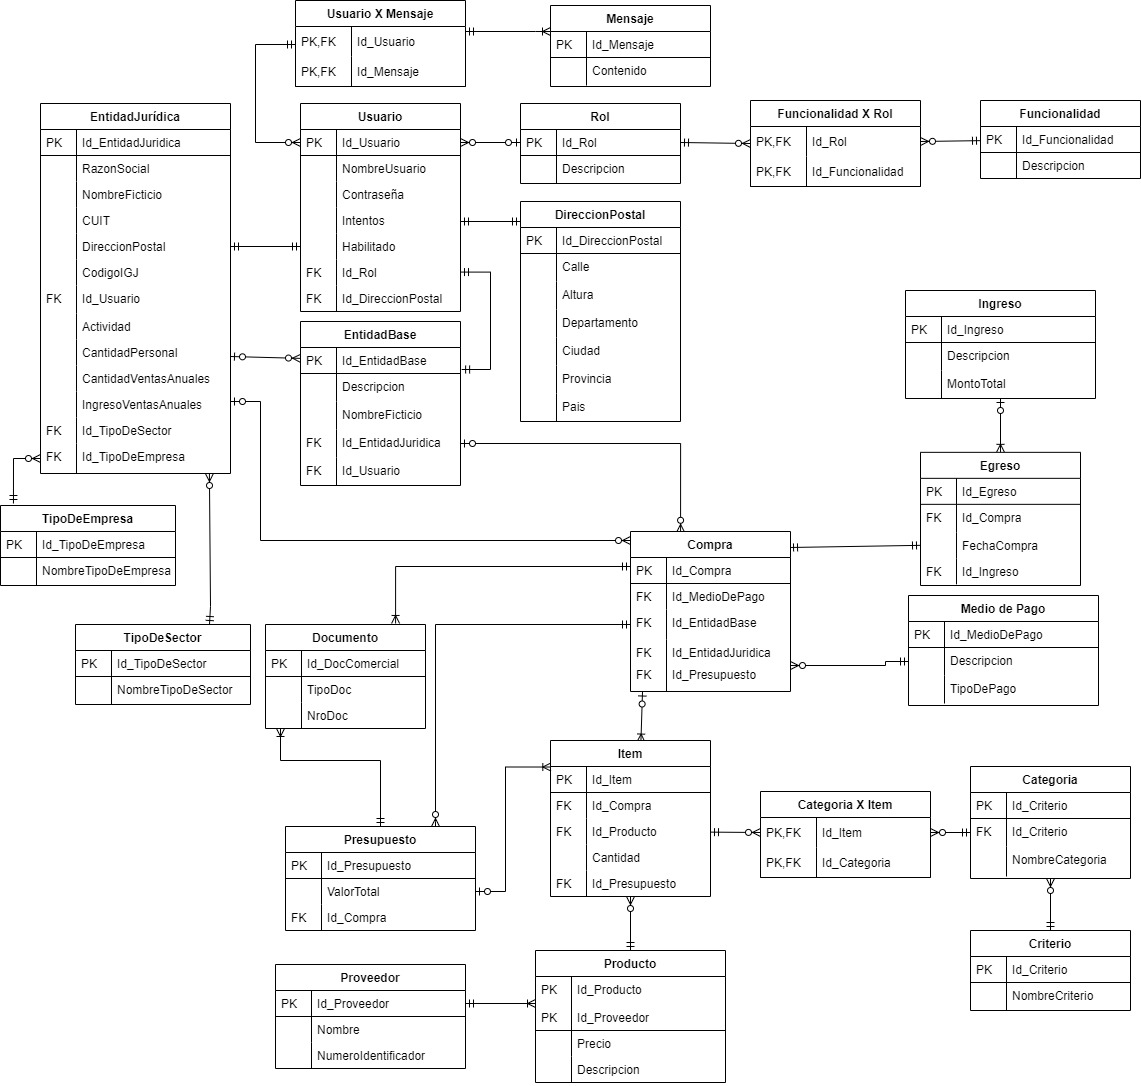 Usuario X Mensaje
PK,FK Id_Usuario
PK,FK Id_Mensaje
Mensaje
PK Id_Mensaje
Contenido
EntidadJurídica
PK Id_EntidadJuridica
RazonSocial
NombreFicticio
CUIT
DireccionPostal
CodigoIGJ
FK Id_Usuario
Actividad
CantidadPersonal
CantidadVentasAnuales
IngresoVentasAnuales
FK Id_TipoDeSector
FK Id_TipoDeEmpresa
Usuario
PK Id_Usuario
NombreUsuario
Contraseña
Intentos
Habilitado
FK Id_Rol
FK Id_DireccionPostal
Rol
PK Id_Rol
Descripcion
Funcionalidad X Rol
PK,FK Id_Rol
PK,FK Id_Funcionalidad
Funcionalidad
PK Id_Funcionalidad
Descripcion
DireccionPostal
PK Id_DireccionPostal
Calle
Altura
Departamento
Ciudad
Provincia
Pais
EntidadBase
PK Id_EntidadBase
Descripcion
NombreFicticio
FK Id_EntidadJuridica
FK Id_Usuario
Ingreso
PK Id_Ingreso
Descripcion
MontoTotal
Egreso
PK Id_Egreso
FK Id_Compra
FechaCompra
FK Id_Ingreso
TipoDeEmpresa
PK Id_TipoDeEmpresa
NombreTipoDeEmpresa
Compra
PK Id_Compra
FK Id_MedioDePago
FK Id_EntidadBase
FK Id_EntidadJuridica
FK Id_Presupuesto
Medio de Pago
PK Id_MedioDePago
Descripcion
TipoDePago
TipoDeSector
PK Id_TipoDeSector
NombreTipoDeSector
Documento
PK Id_DocComercial
TipoDoc
NroDoc
Item
PK Id_Item
FK Id_Compra
FK Id_Producto
Cantidad
FK Id_Presupuesto
Categoria X Item
PK,FK Id_Item
PK,FK Id_Categoria
Categoria
PK Id_Criterio
FK Id_Criterio
NombreCategoria
Presupuesto
PK Id_Presupuesto
ValorTotal
FK Id_Compra
Criterio
PK Id_Criterio
NombreCriterio
Proveedor
PK Id_Proveedor
Nombre
NumeroIdentificador
Producto
PK Id_Producto
PK Id_Proveedor
Precio
Descripcion